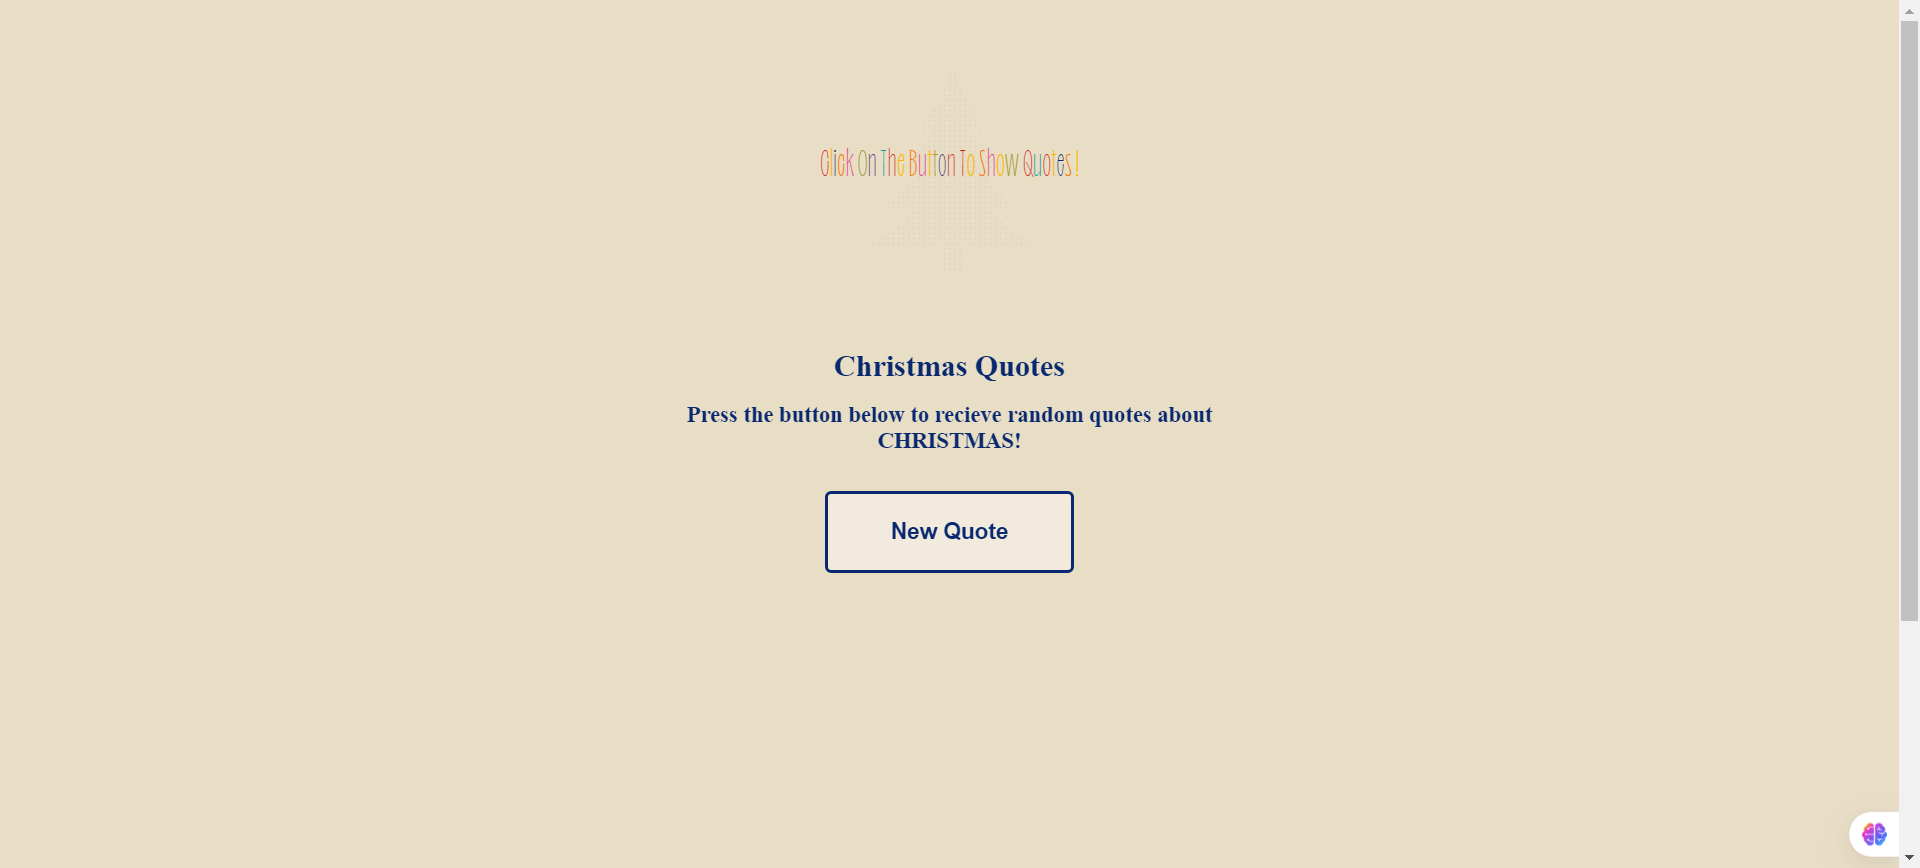 Click On The Button To Show Quotes !
Christmas Quotes
Press the button below to recieve random quotes about
CHRISTMAS!
New Quote